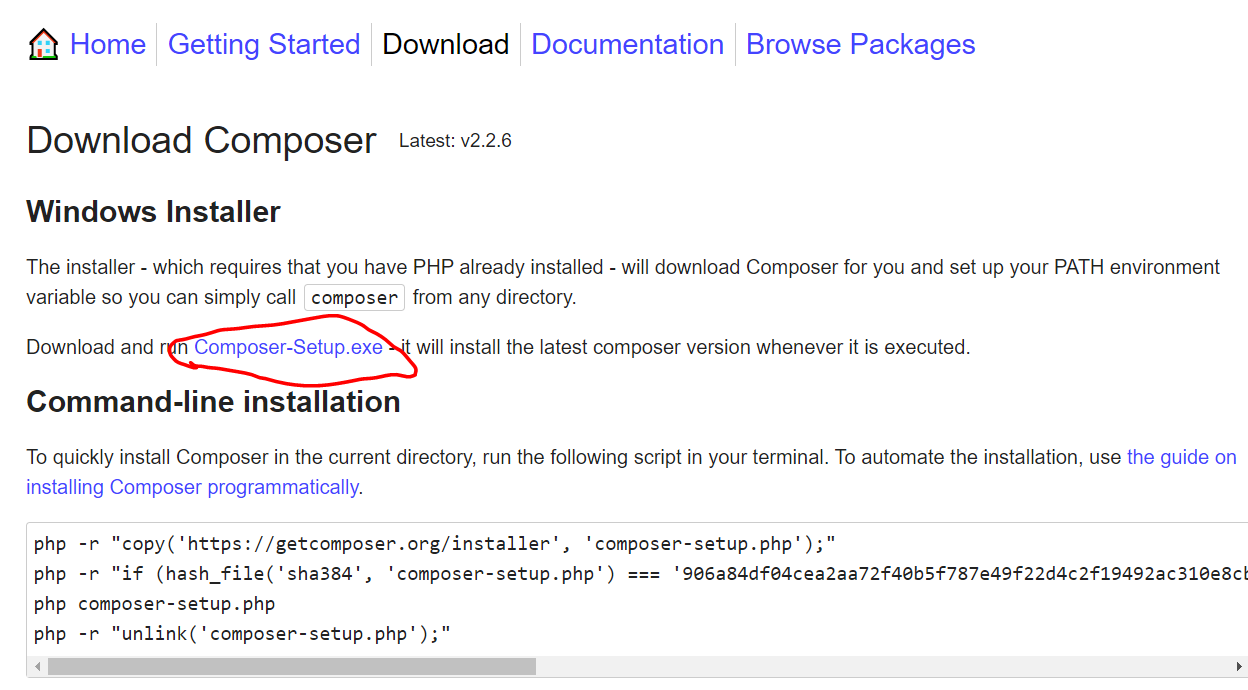 Home Getting Started Download Documentation Browse Packages
Download Composer Latest: v2.2.6
Windows Installer
The installer - which requires that you have PHP already installed - will download Composer for you and set up your PATH environment
variable so you can simply call composer from any directory.
Download and run Composer-Setup.exe - it will install the latest composer version whenever it is executed.
Command-line installation
To quickly install Composer in the current directory, run the following script in your terminal. To automate the installation, use the guide on
installing Composer programmatically.
php -r "copy('https://getcomposer.org/installer', 'composer-setup.php');"
php -r "if (hash_file('sha384', 'composer-setup.php') === '906a84df04cea2aa72f40b5f787e49f22d4c2f19492ac310e8cb
php composer-setup.php
php -r "unlink('composer-setup.php');"